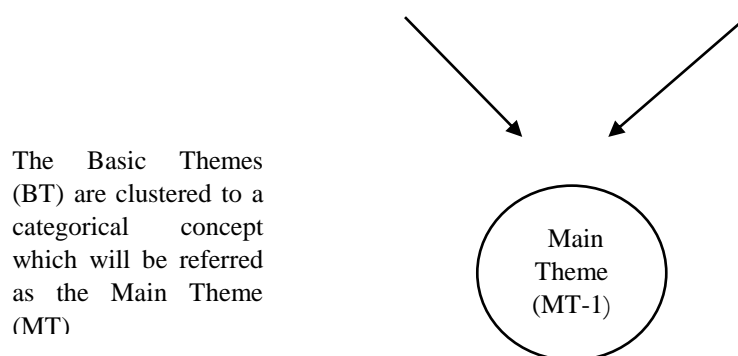 The Basic Themes
(BT) are clustered to a
categorical concept
which will be referred
as the Main Theme
(MT)
Main
Theme
(MT-1)